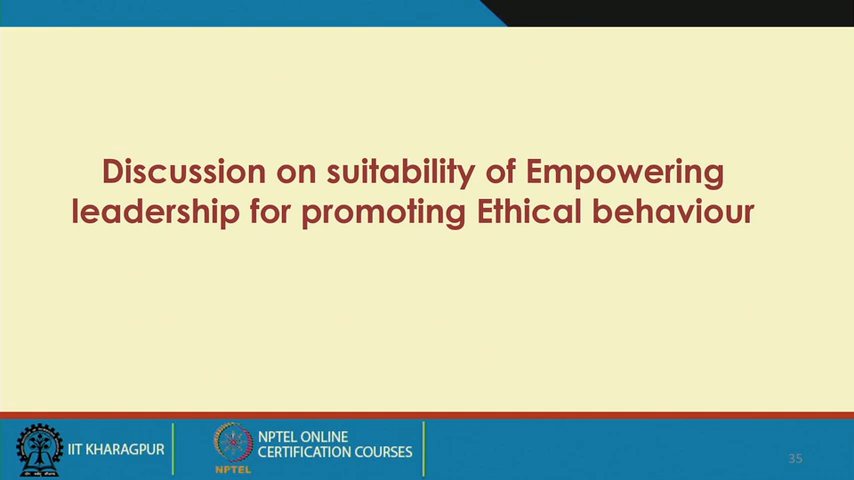 Discussion on suitability of Empowering
leadership for promoting Ethical behaviour
IIT KHARAGPUR
NPTEL
NPTEL ONLINE
CERTIFICATION COURSES
35